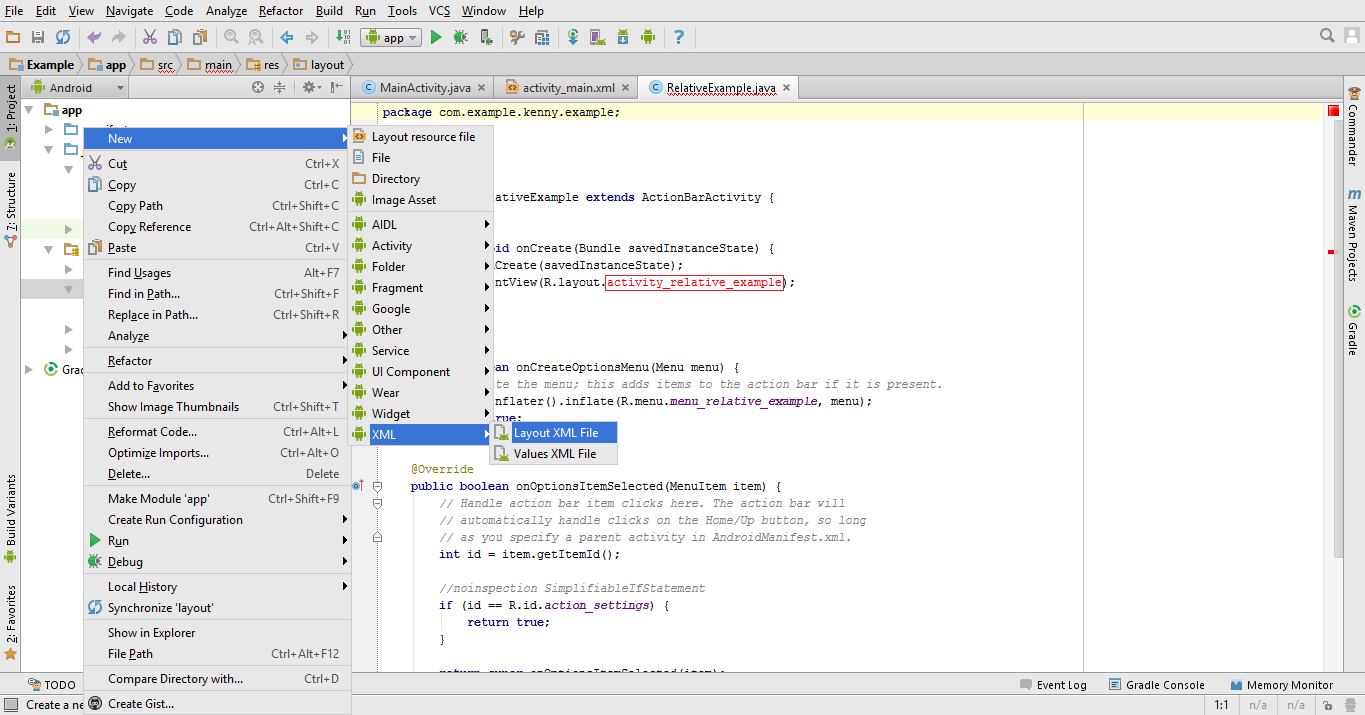 File Edit View Navigate Code Analyze Refactor Build Run Tools VCS Window Help
app
Example app src main res layout
Android
MainActivity.java activity_main.xml RelativeExample.java
1: Project
7: Structure
Build Variants
2: Favorites
app
New
Cut Ctrl+X
Copy Ctrl+C
Copy Path Ctrl+Shift+C
Copy Reference Ctrl+Alt+Shift+C
Paste Ctrl+V
Find Usages Alt+F7
Find in Path... Ctrl+Shift+F
Replace in Path... Ctrl+Shift+R
Analyze
Refactor
Add to Favorites
Show Image Thumbnails Ctrl+Shift+T
Reformat Code... Ctrl+Alt+L
Optimize Imports... Ctrl+Alt+O
Delete... Delete
Make Module 'app' Ctrl+Shift+F9
Create Run Configuration
Run
Debug
Local History
Synchronize 'layout'
Show in Explorer
File Path Ctrl+Alt+F12
Compare Directory with... Ctrl+D
Create Gist...
Layout resource file
File
Directory
Image Asset
AIDL
Activity
Folder
Fragment
Google
Other
Service
UI Component
Wear
Widget
XML
Layout XML File
Values XML File
package com.example.kenny.example;
ativeExample extends ActionBarActivity {
id onCreate(Bundle savedInstanceState) {
Create(savedInstanceState);
ntView(R.layout.activity_relative_example);
an onCreateOptionsMenu(Menu menu) {
te the menu; this adds items to the action bar if it is present.
nflater().inflate(R.menu.menu_relative_example, menu);
rue;
@Override
public boolean onOptionsItemSelected(MenuItem item) {
// Handle action bar item clicks here. The action bar will
// automatically handle clicks on the Home/Up button, so long
// as you specify a parent activity in AndroidManifest.xml.
int id = item.getItemId();
//noinspection SimplifiableIfStatement
if (id == R.id.action_settings) {
return true;
}
return super.onOptionsItemSelected(item);
Commander
Maven Projects
Gradle
Grad
TODO
Event Log Gradle Console Memory Monitor
Create a ne
1:1 n/a n/a